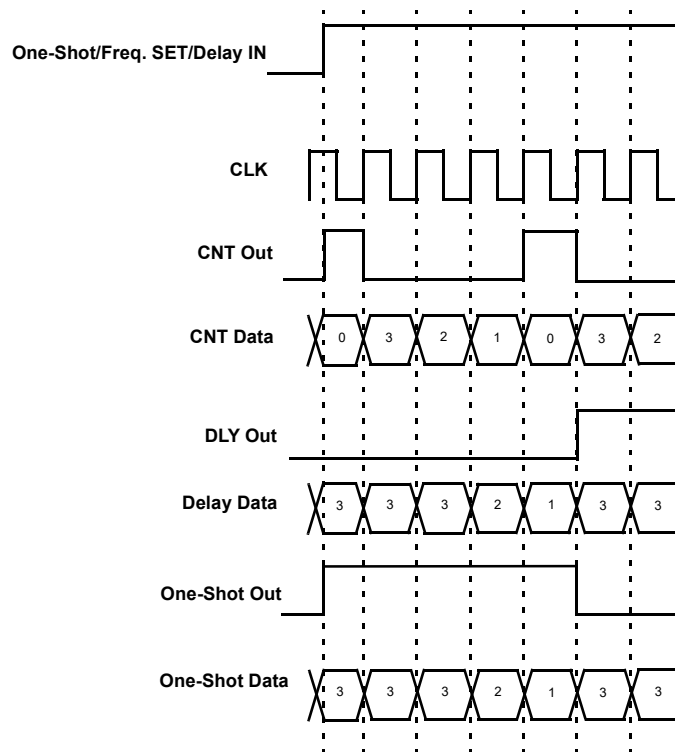 One-Shot/Freq. SET/Delay IN
CLK
CNT Out
CNT Data 0 3 2 1 0 3 2
DLY Out
Delay Data 3 3 3 2 1 3 3
One-Shot Out
One-Shot Data 3 3 3 2 1 3 3